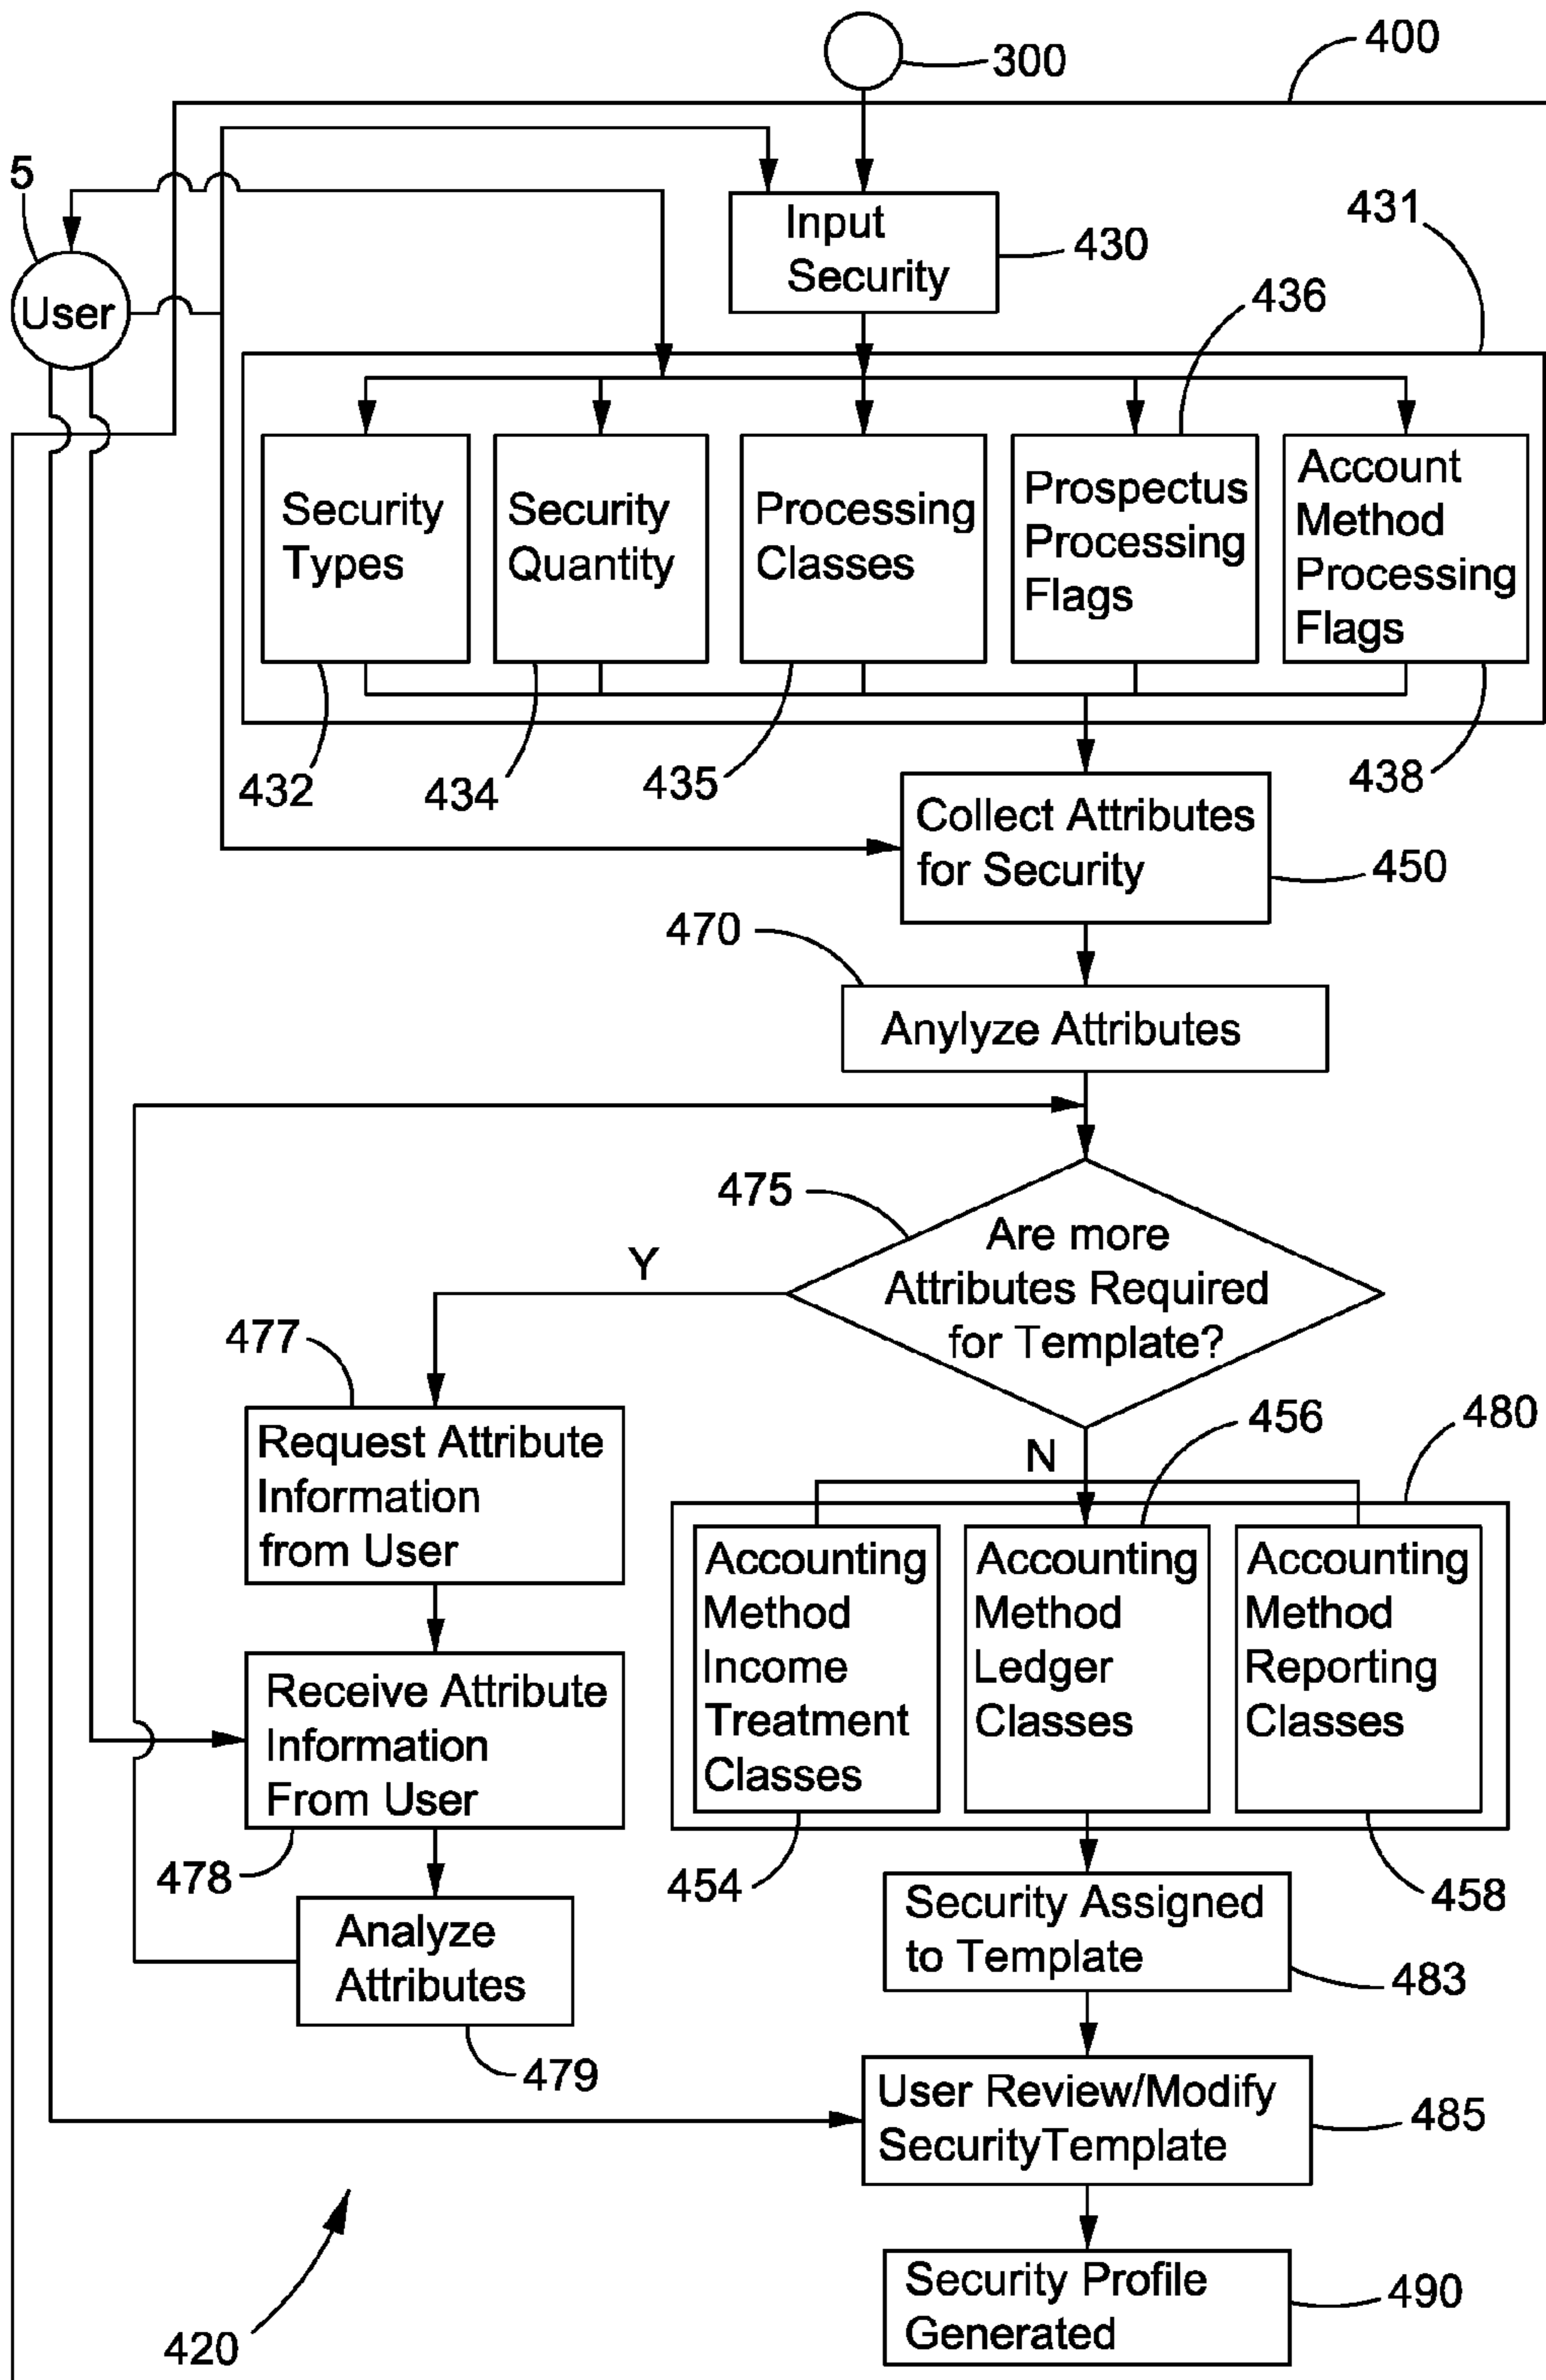 300
400
5
User
Input
Security
430
431
436
Security
Types
Security
Quantity
Processing
Classes
Prospectus
Processing
Flags
Account
Method
Processing
Flags
432
434
435
438
Collect Attributes
for Security
450
470
Anylyze Attributes
475
Are more
Attributes Required
for Template?
Y
N
477
456
480
Request Attribute
Information
from User
Accounting
Method
Income
Treatment
Classes
Accounting
Method
Ledger
Classes
Accounting
Method
Reporting
Classes
Receive Attribute
Information
From User
478
454
458
Analyze
Attributes
479
Security Assigned
to Template
483
User Review/Modify
SecurityTemplate
485
Security Profile
Generated
490
420